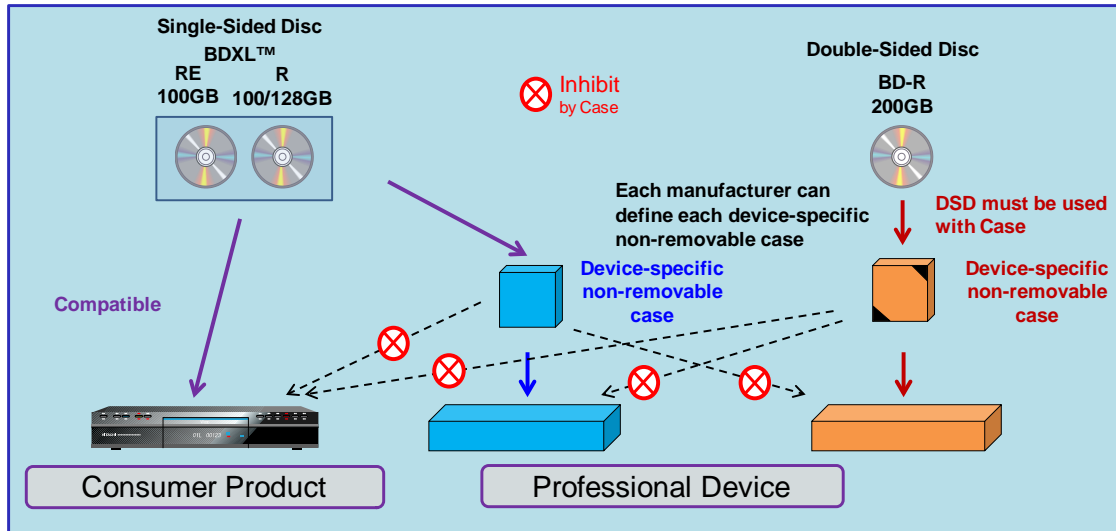 Single-Sided Disc
BDXL™
RE
100GB
R
100/128GB
Inhibit
by Case
Double-Sided Disc
BD-R
200GB
Each manufacturer can
define each device-specific
non-removable case
DSD must be used
with Case
Device-specific
non-removable
case
Device-specific
non-removable
case
Compatible
Consumer Product
Professional Device